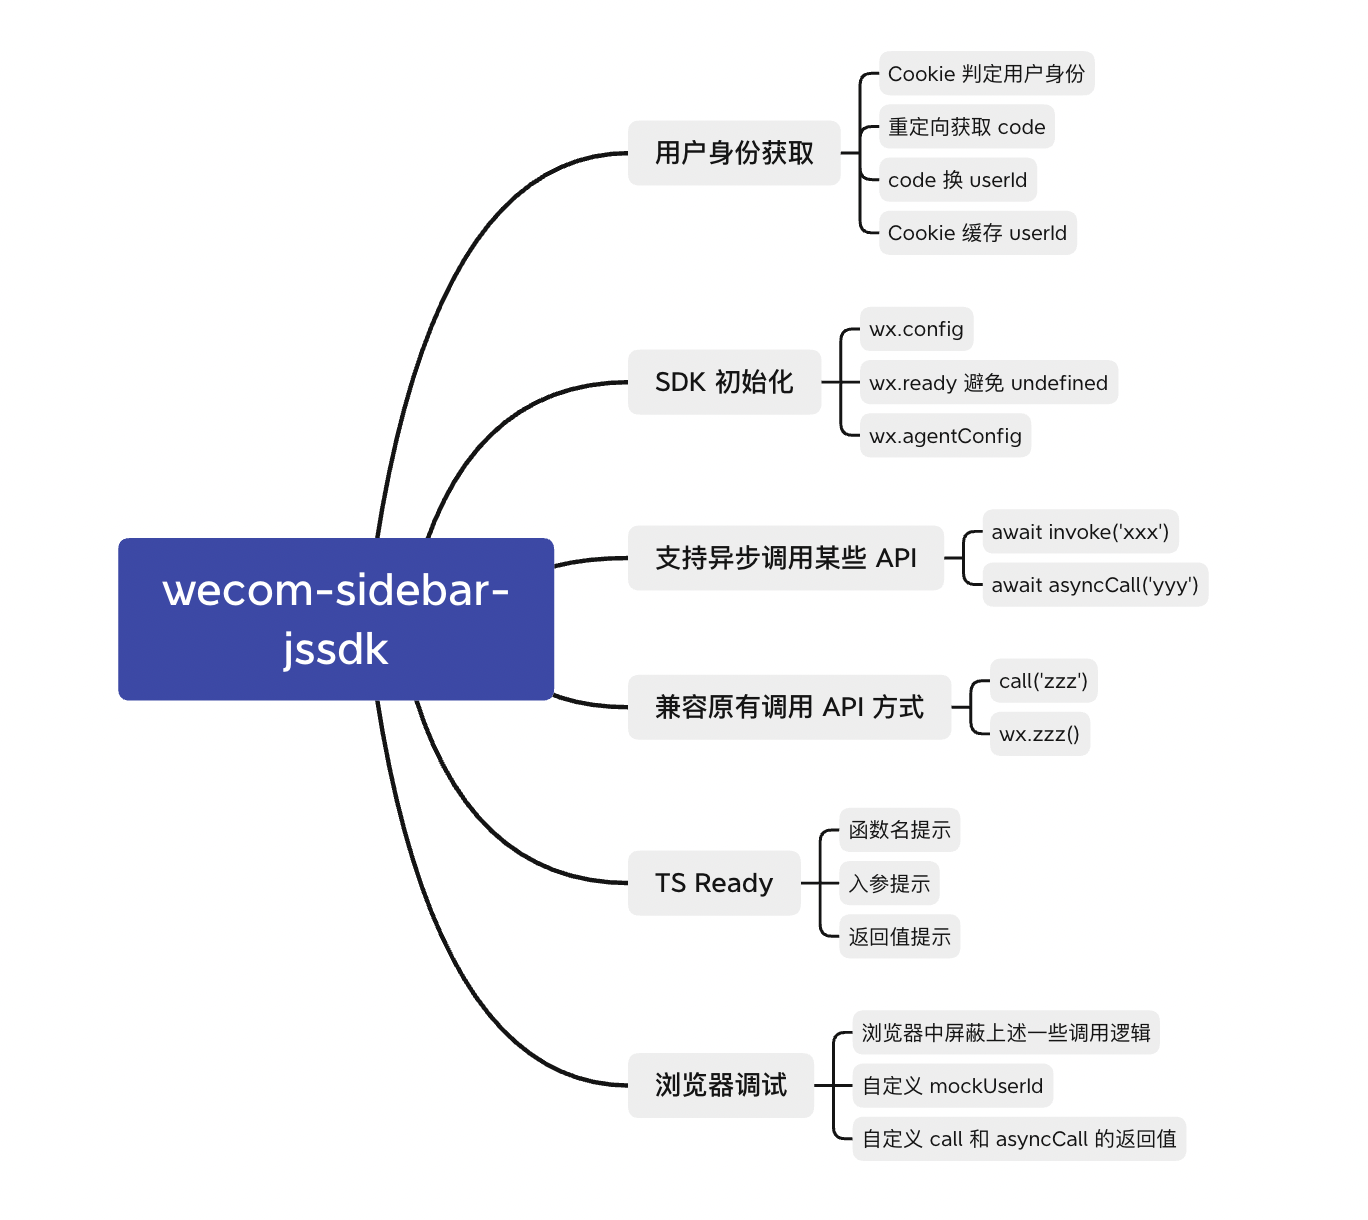 wecom-sidebar-
jssdk
用户身份获取
Cookie 判定用户身份
重定向获取 code
code 换 userId
Cookie 缓存 userId
SDK 初始化
wx.config
wx.ready 避免 undefined
wx.agentConfig
支持异步调用某些 API
await invoke('xxx')
await asyncCall('yyy')
兼容原有调用 API 方式
call('zzz')
wx.zzz()
TS Ready
函数名提示
入参提示
返回值提示
浏览器调试
浏览器中屏蔽上述一些调用逻辑
自定义 mockUserId
自定义 call 和 asyncCall 的返回值